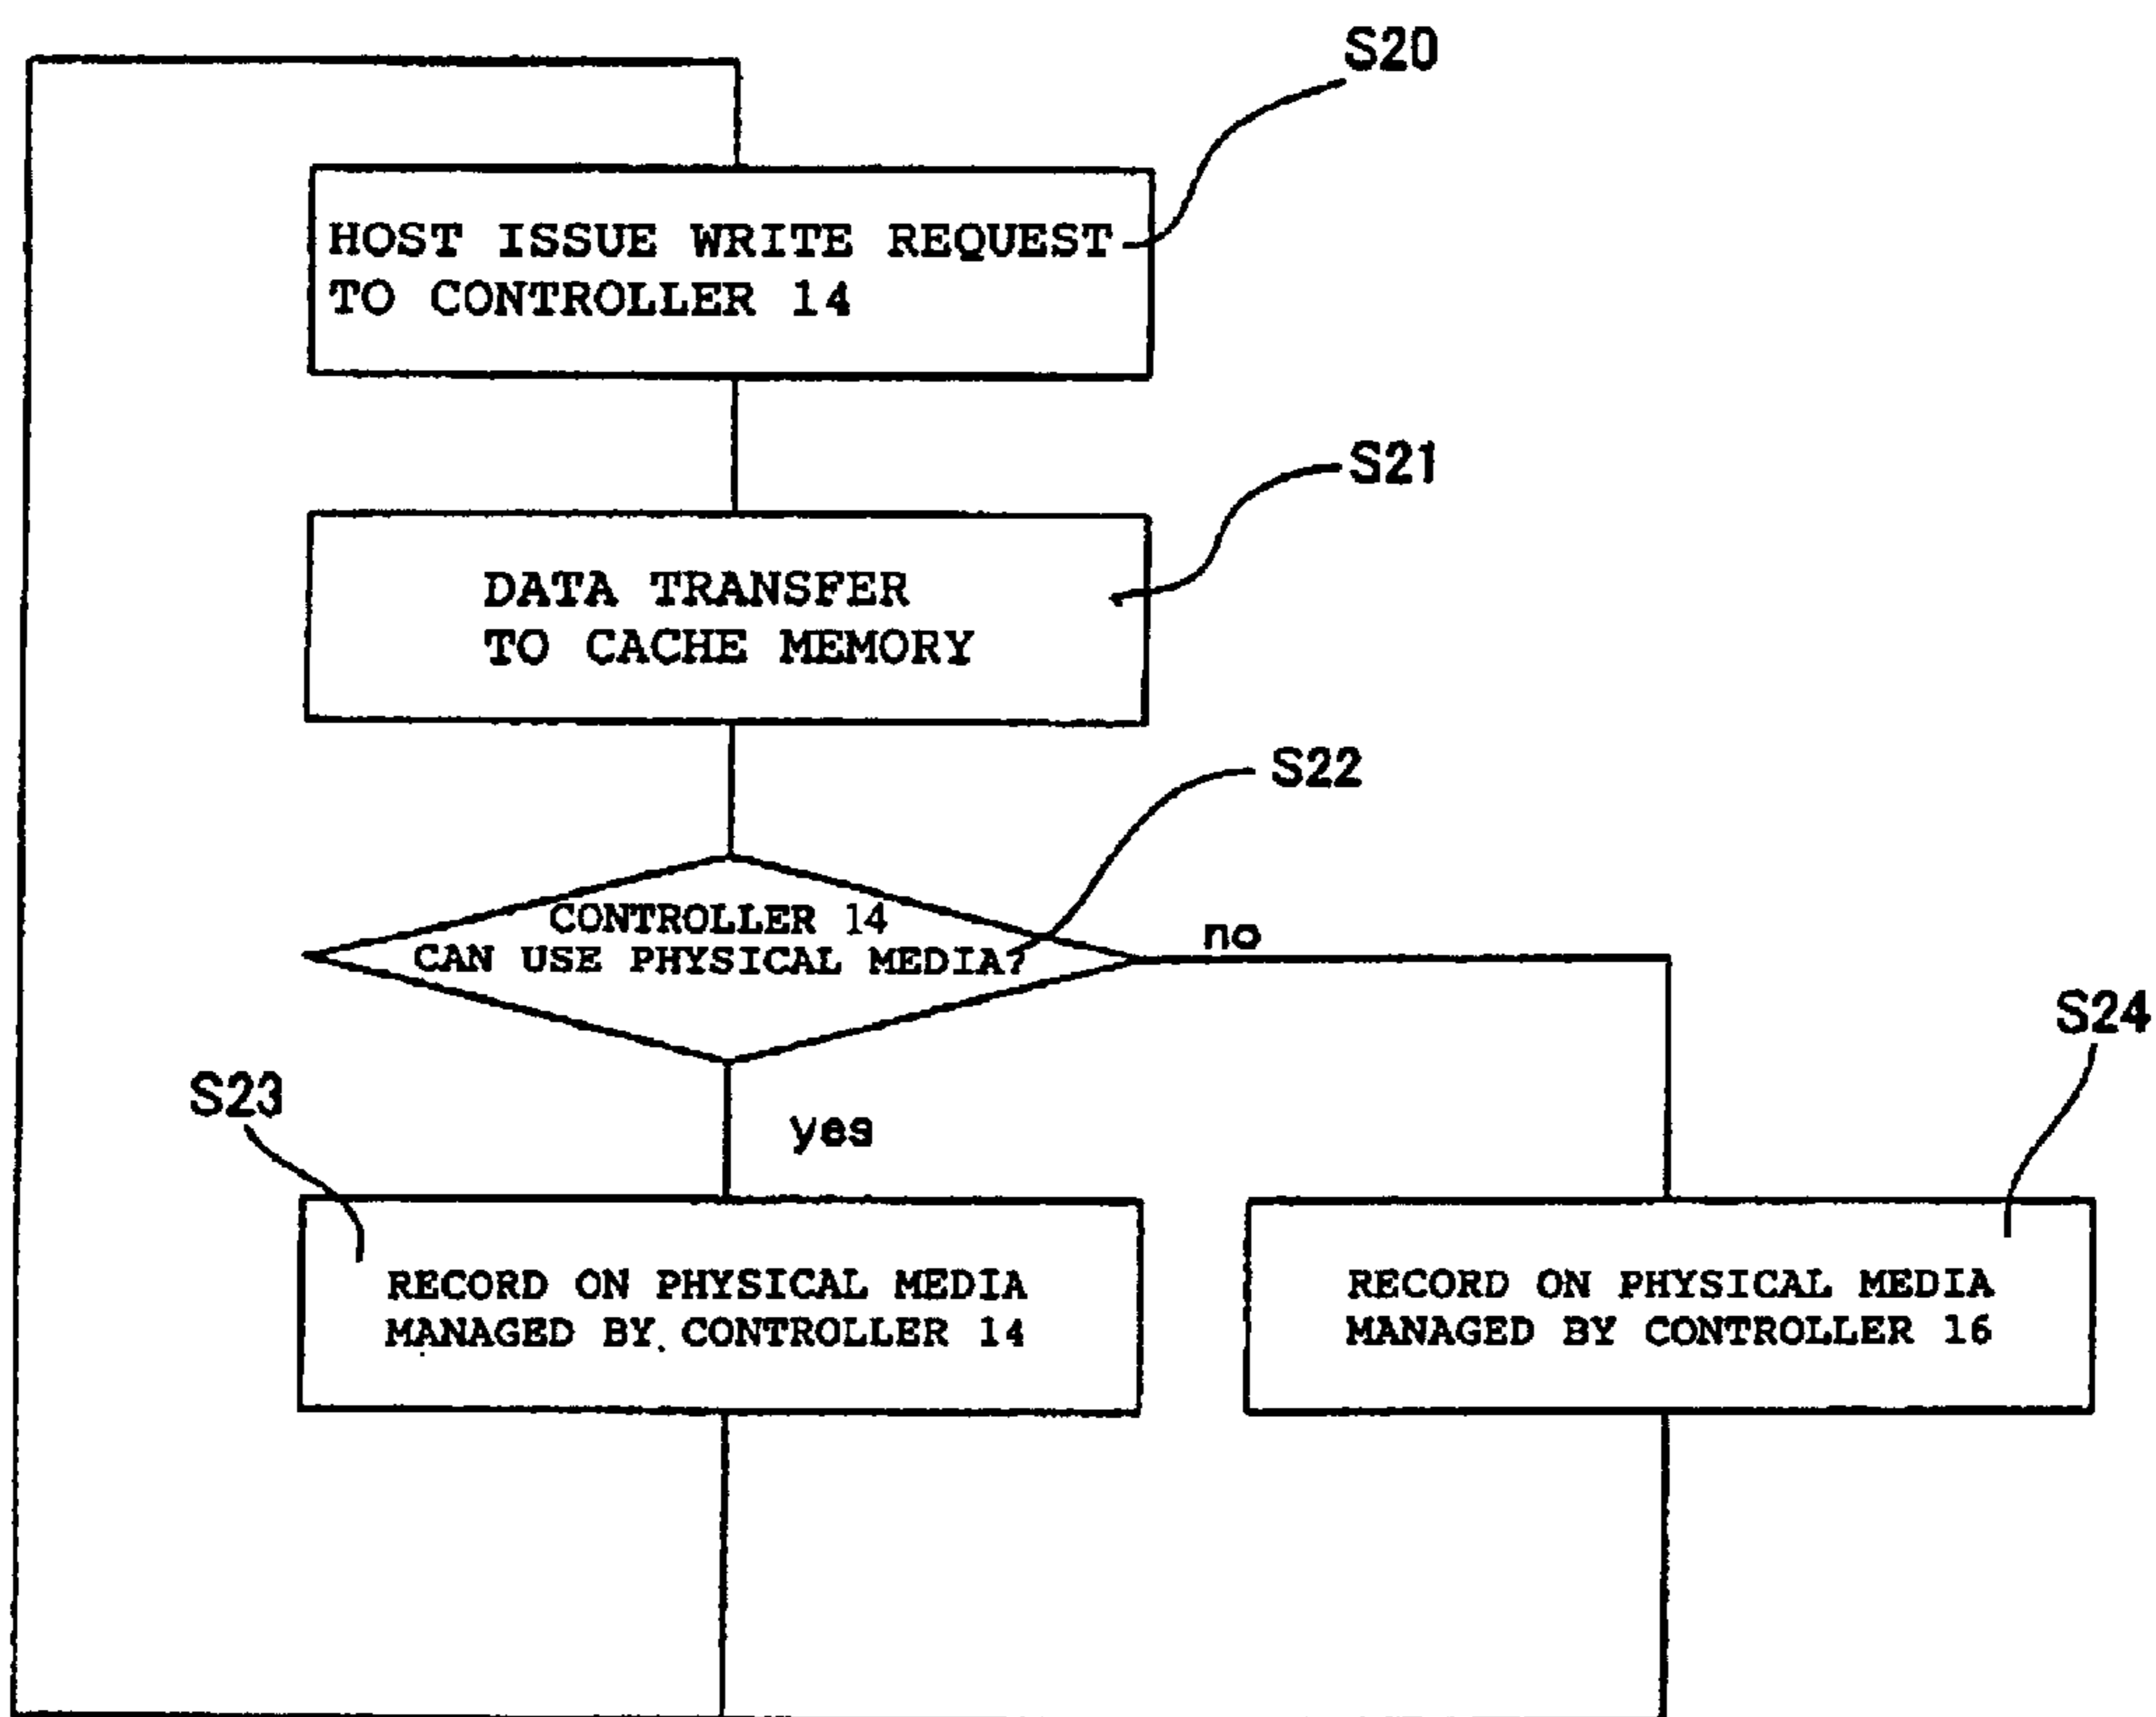 S20
HOST ISSUE WRITE REQUEST
TO CONTROLLER 14
S21
DATA TRANSFER
TO CACHE MEMORY
S22
CONTROLLER 14
CAN USE PHYSICAL MEDIA?
no
S24
S23
yes
RECORD ON PHYSICAL MEDIA
MANAGED BY CONTROLLER 14
RECORD ON PHYSICAL MEDIA
MANAGED BY CONTROLLER 16